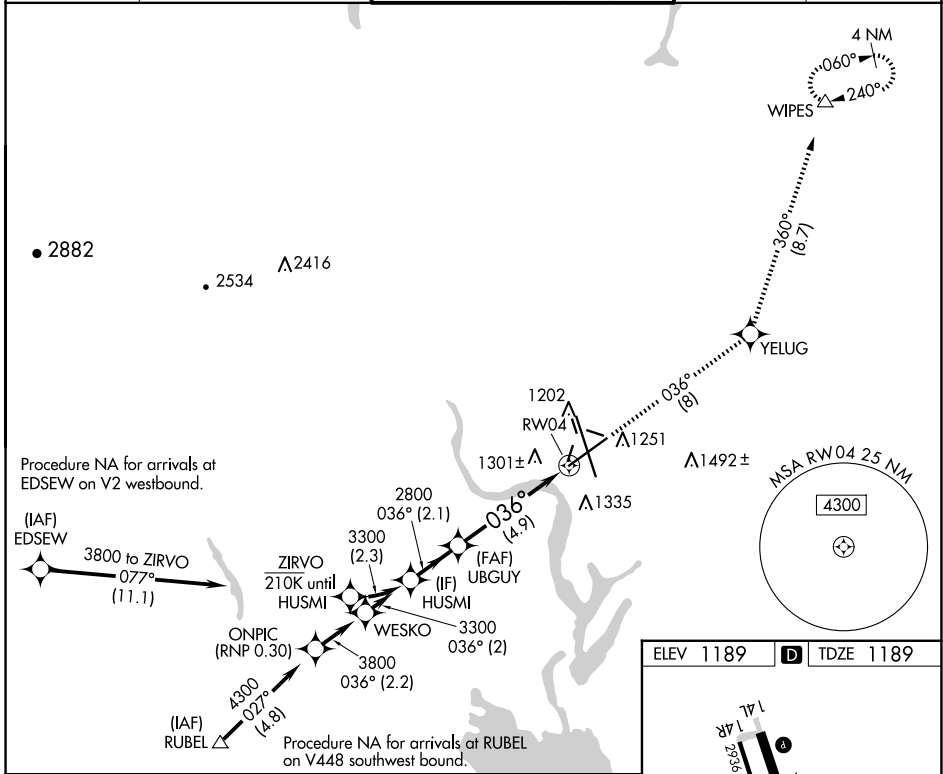 4 NM
060°
240°
WIPES
360°
(8.7)
2882
2534
2416
YELUG
036°
(8)
1202
RW04
1251
1301±
1492±
1335
MSA RW04 25 NM
4300
Procedure NA for arrivals at
EDSEW on V2 westbound.
(IAF)
EDSEW
3800 to ZIRVO
077°
(11.1)
2800
036° (2.1)
036°
(4.9)
3300
(2.3)
ZIRVO
210K until
HUSMI
(FAF)
UBGUY
(IF)
HUSMI
WESKO
3300
036° (2)
ONPIC
(RNP 0.30)
3800
036° (2.2)
4300
027°
(4.8)
(IAF)
RUBEL
Procedure NA for arrivals at RUBEL
on V448 southwest bound.
ELEV 1189 D TDZE 1189
14L
14R
2936
P